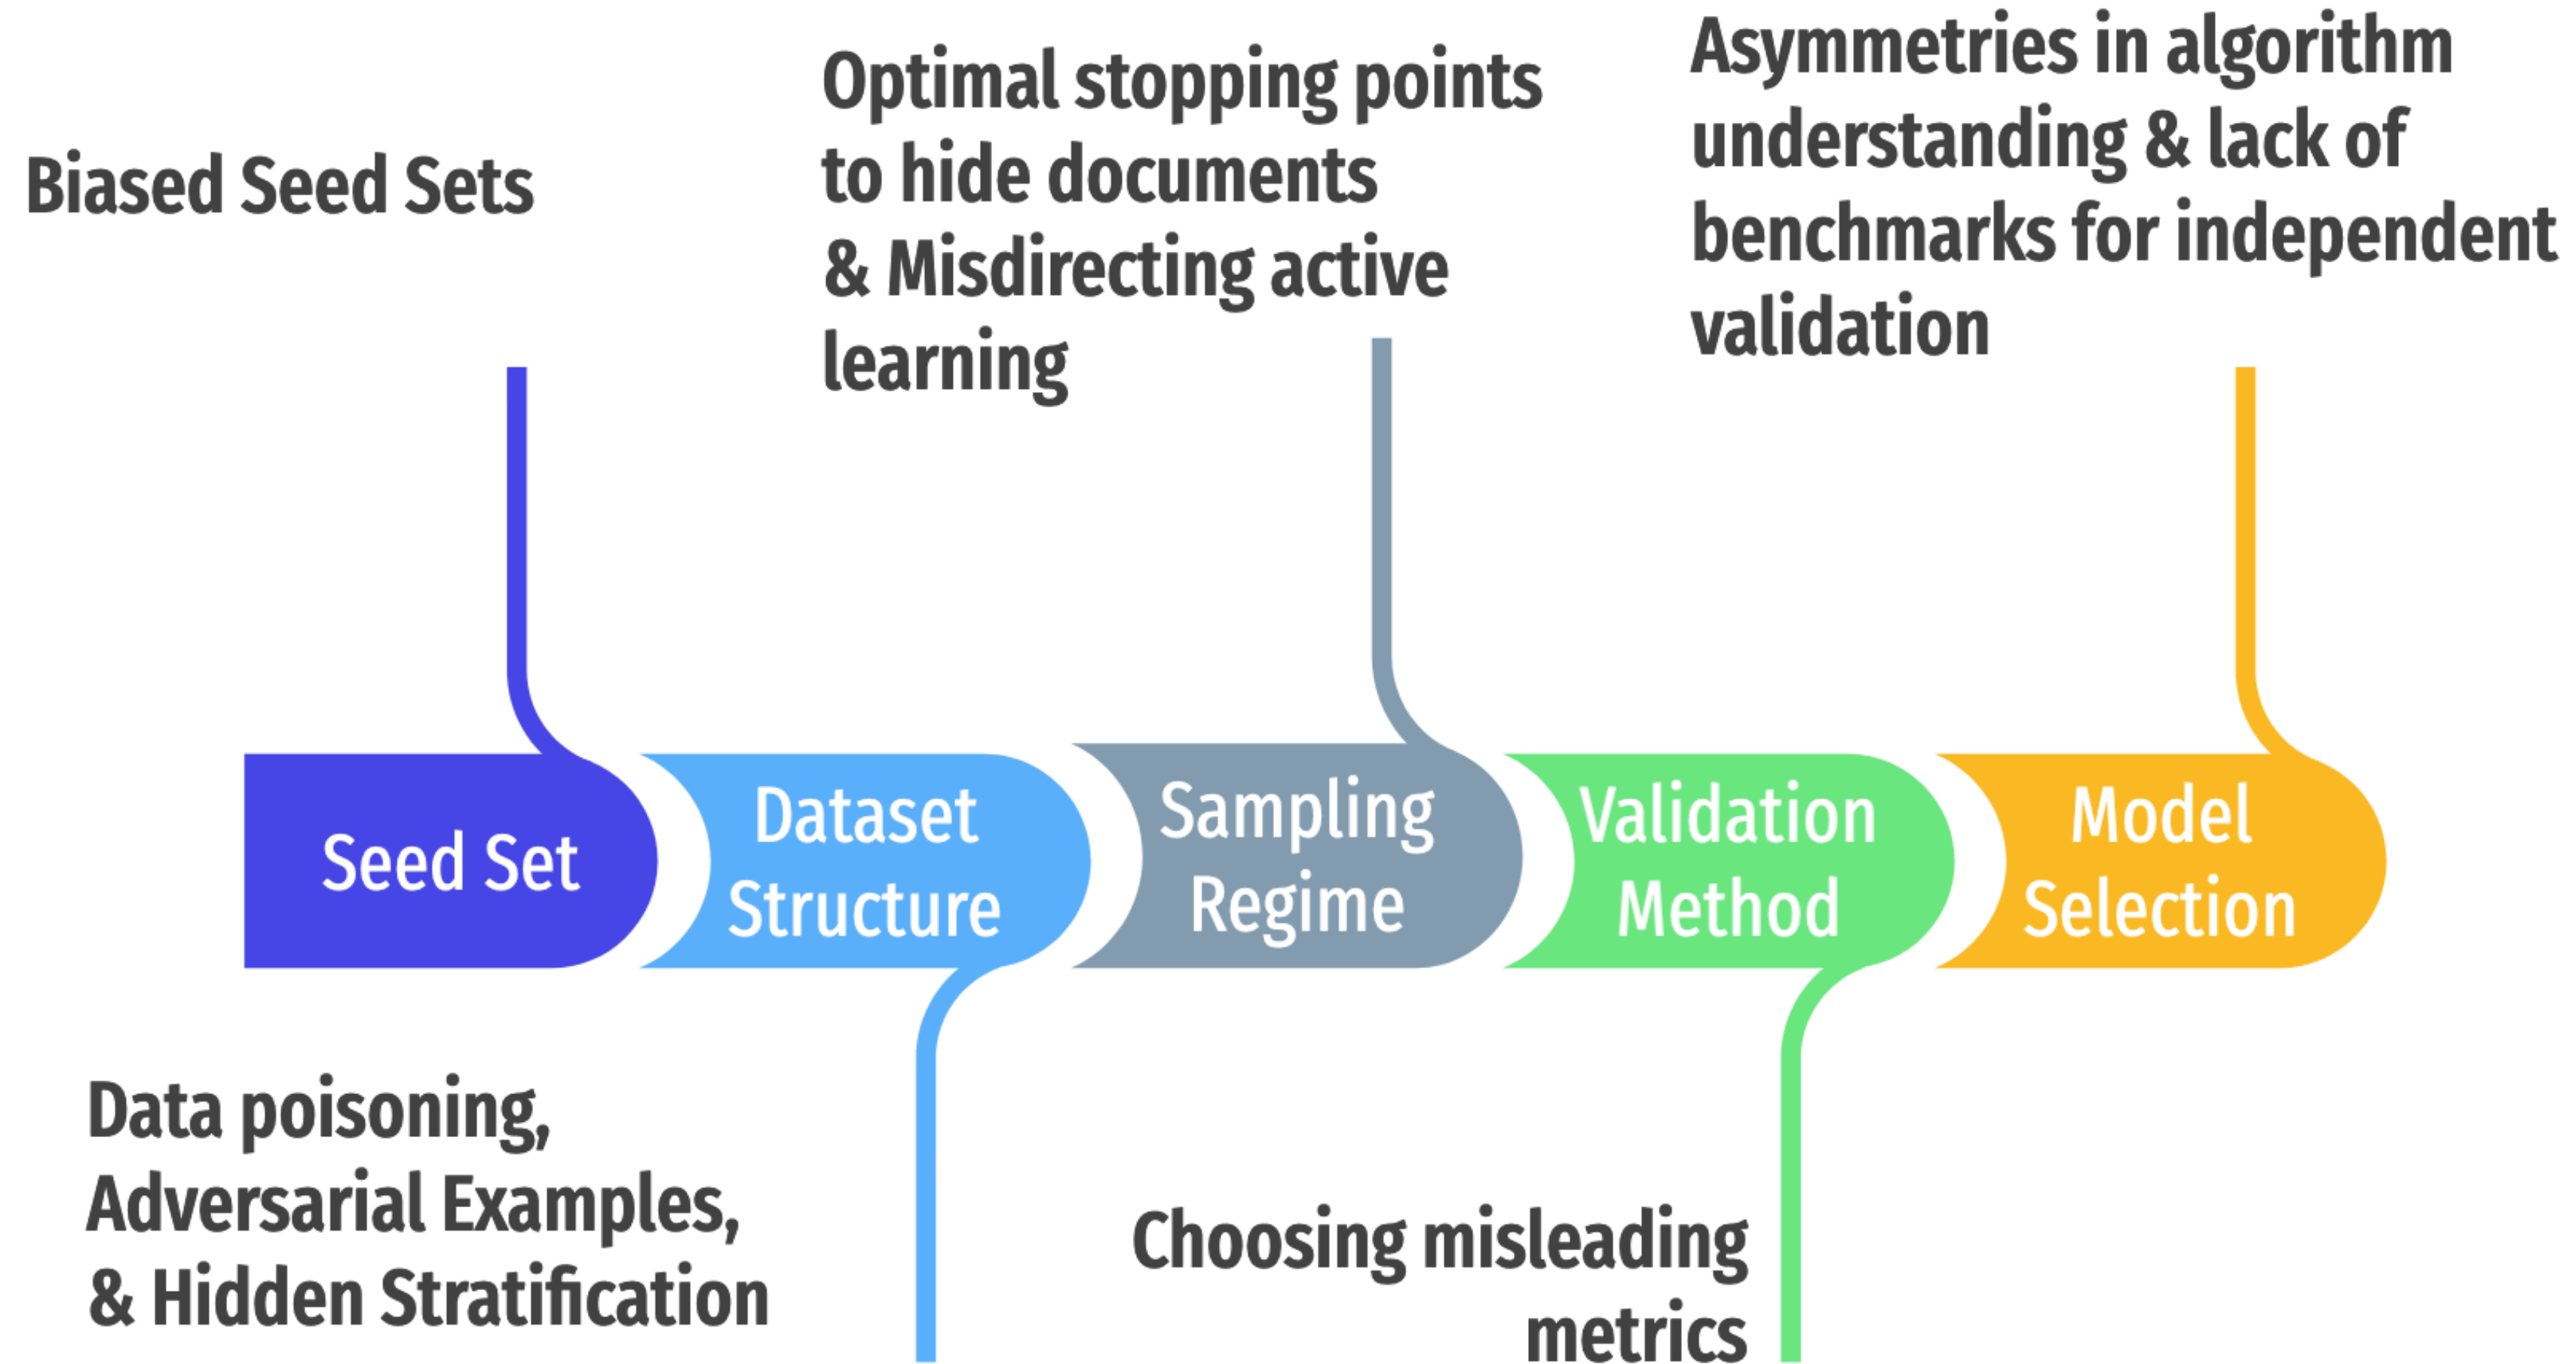 Biased Seed Sets
Optimal stopping points
to hide documents
& Misdirecting active
learning
Asymmetries in algorithm
understanding & lack of
benchmarks for independent
validation
Seed Set
Dataset
Structure
Sampling
Regime
Validation
Method
Model
Selection
Data poisoning,
Adversarial Examples,
& Hidden Stratification
Choosing misleading
metrics